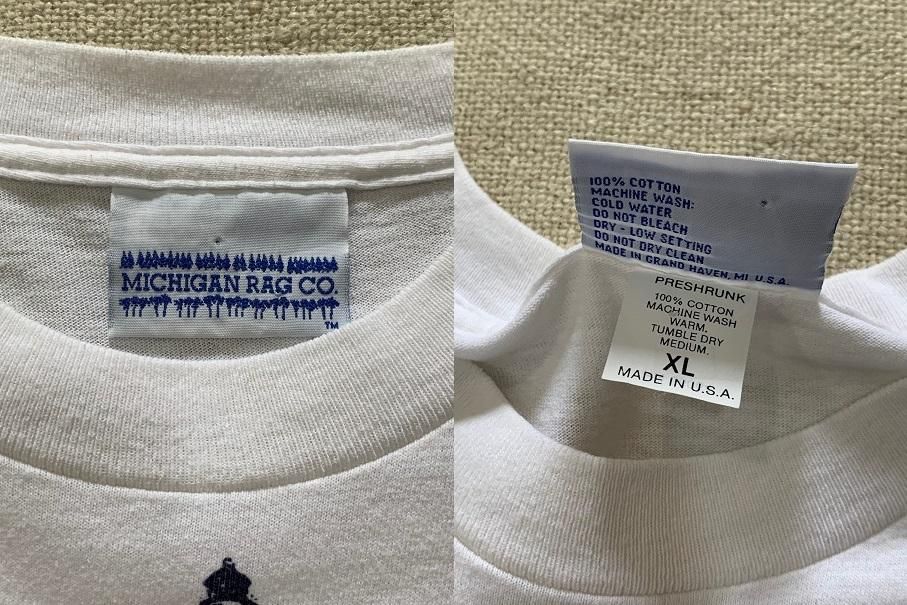 MICHIGAN RAG CO.
TM
100% COTTON
MACHINE WASH:
COLD WATER
DO NOT BLEACH
DRY - LOW SETTING
DO NOT DRY CLEAN
MADE IN GRAND HAVEN, MI U.S.A.
PRESHRUNK
100% COTTON
MACHINE WASH
WARM.
TUMBLE DRY
MEDIUM.
XL
MADE IN U.S.A.